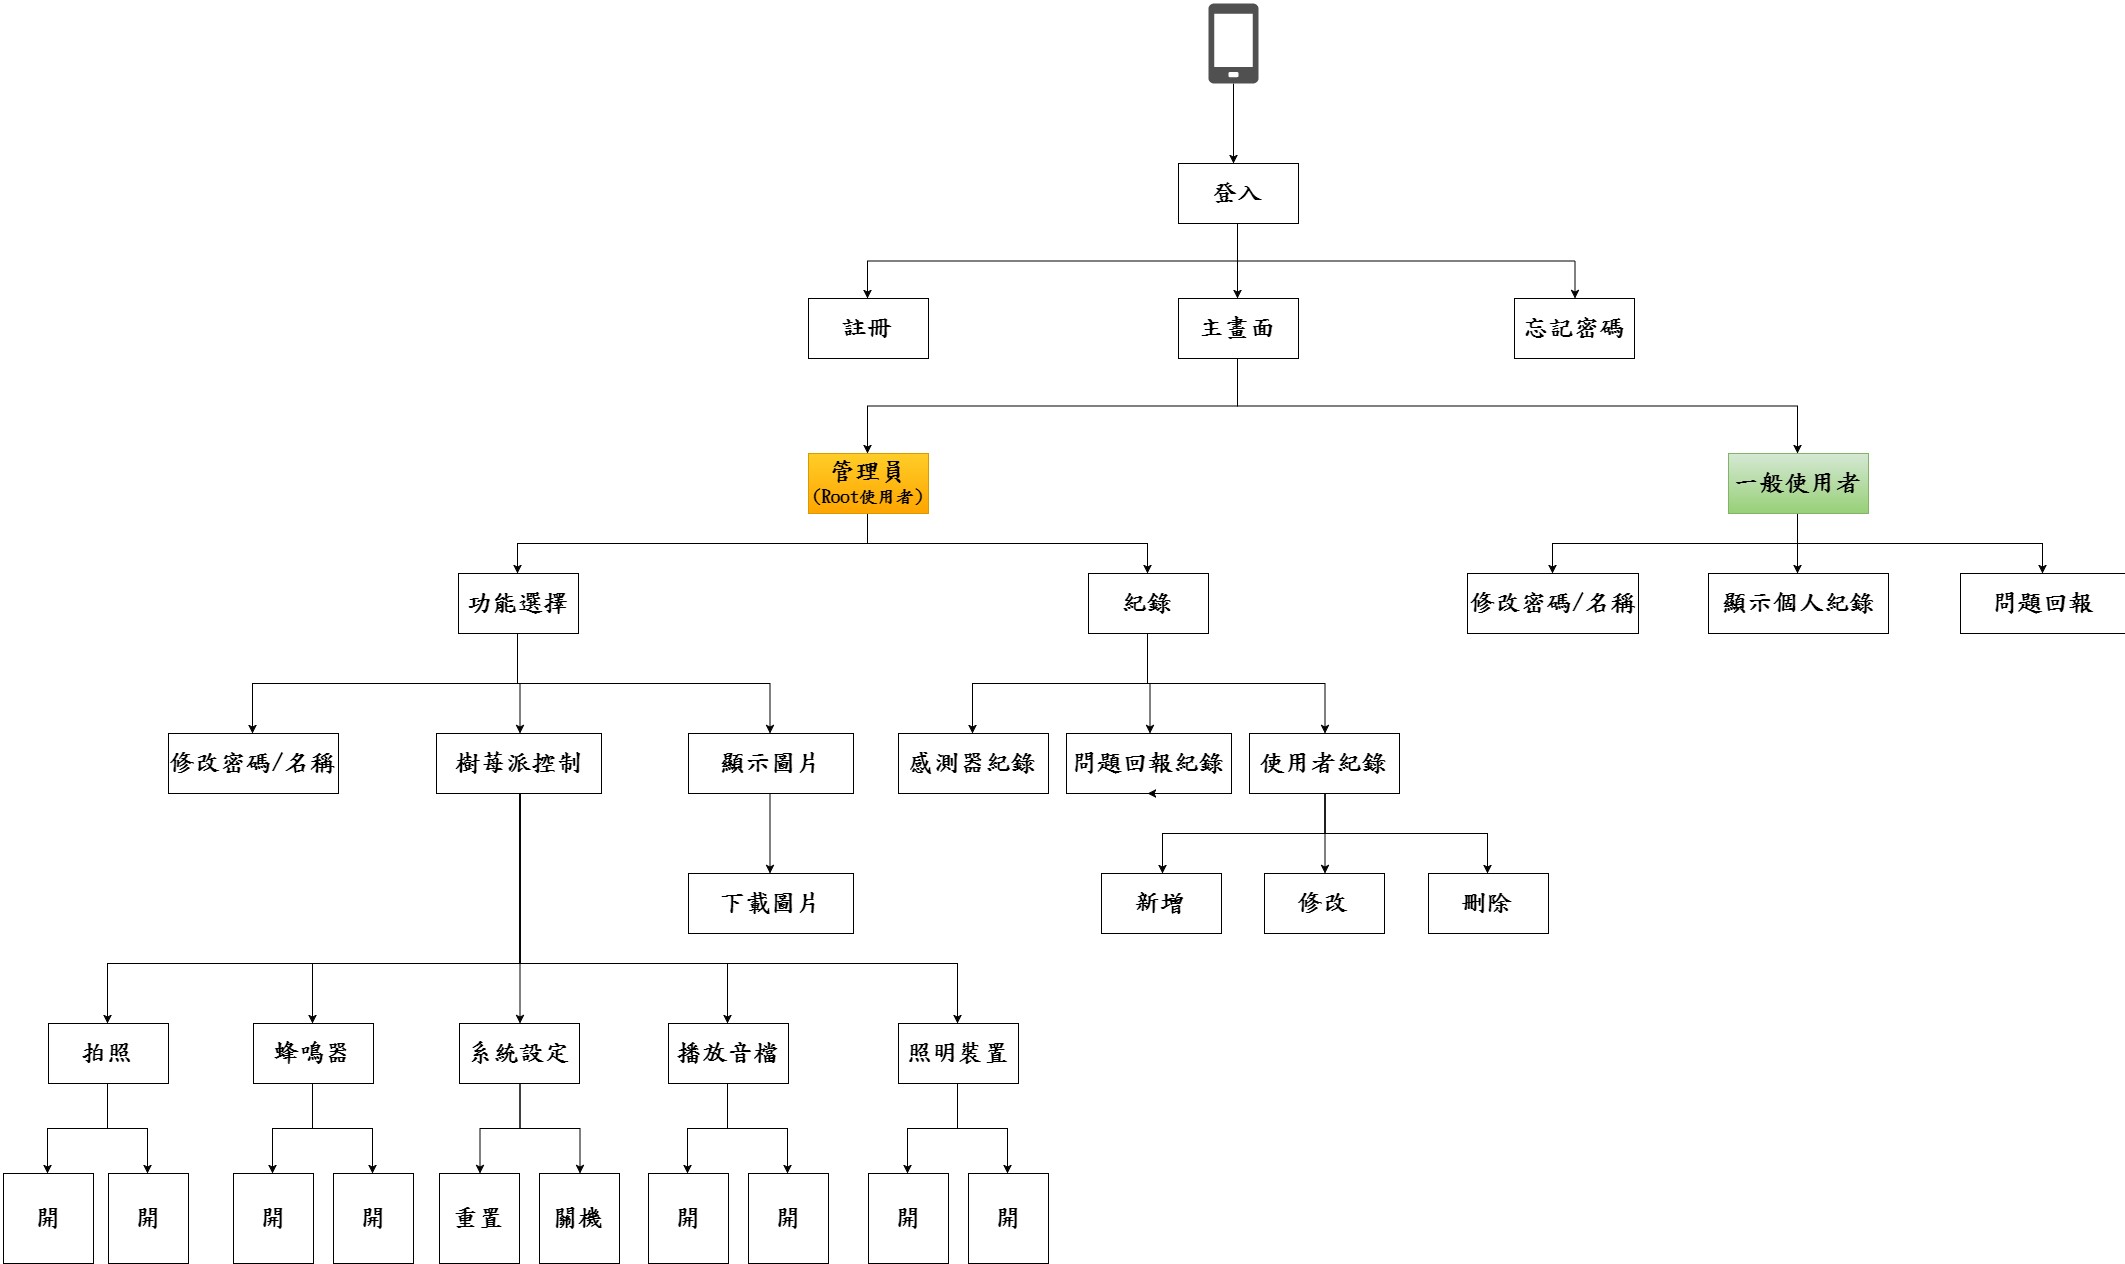 登入
註冊
主畫面
忘記密碼
管理員
(Root使用者)
一般使用者
功能選擇
紀錄
修改密碼/名稱
顯示個人紀錄
問題回報
修改密碼/名稱
樹莓派控制
顯示圖片
感測器紀錄
問題回報紀錄
使用者紀錄
下載圖片
新增
修改
刪除
拍照
蜂鳴器
系統設定
播放音檔
照明裝置
開
開
開
開
重置
關機
開
開
開
開